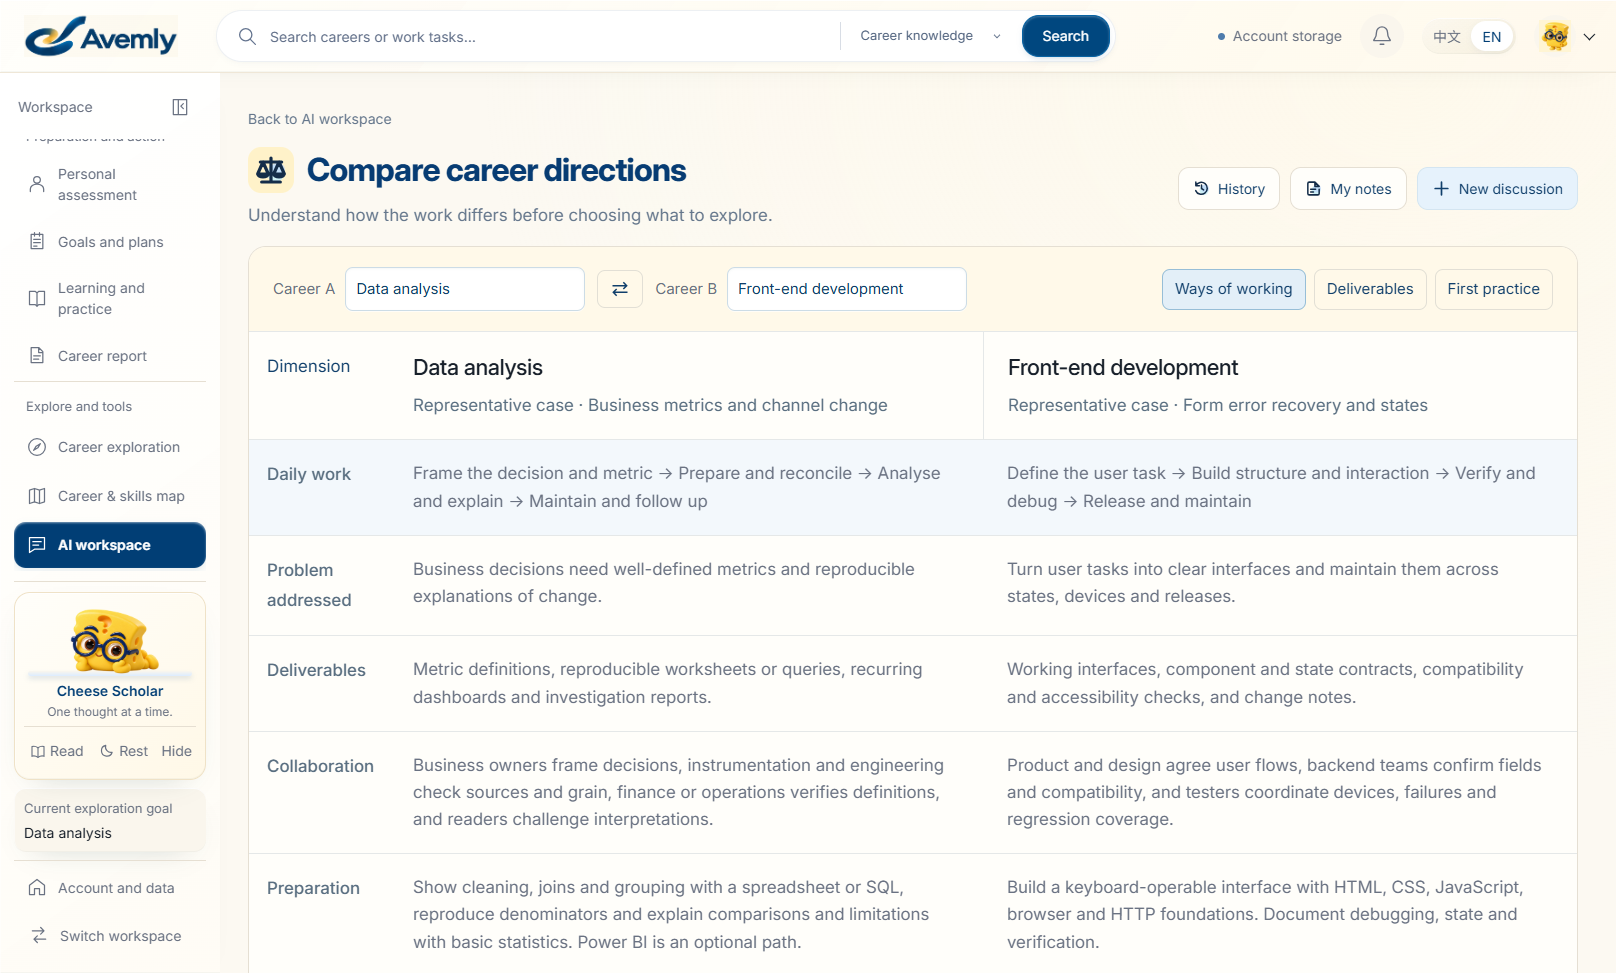 Avemly
Search careers or work tasks...
Career knowledge
Search
Account storage
中文
EN
Workspace
Preparation and action
Personal
assessment
Goals and plans
Learning and
practice
Career report
Explore and tools
Career exploration
Career & skills map
AI workspace
Cheese Scholar
One thought at a time.
Read
Rest
Hide
Current exploration goal
Data analysis
Account and data
Switch workspace
Back to AI workspace
Compare career directions
Understand how the work differs before choosing what to explore.
History
My notes
New discussion
Career A
Data analysis
Career B
Front-end development
Ways of working
Deliverables
First practice
Dimension
Data analysis
Representative case · Business metrics and channel change
Front-end development
Representative case · Form error recovery and states
Daily work
Frame the decision and metric → Prepare and reconcile → Analyse
and explain → Maintain and follow up
Define the user task → Build structure and interaction → Verify and
debug → Release and maintain
Problem
addressed
Business decisions need well-defined metrics and reproducible
explanations of change.
Turn user tasks into clear interfaces and maintain them across
states, devices and releases.
Deliverables
Metric definitions, reproducible worksheets or queries, recurring
dashboards and investigation reports.
Working interfaces, component and state contracts, compatibility
and accessibility checks, and change notes.
Collaboration
Business owners frame decisions, instrumentation and engineering
check sources and grain, finance or operations verifies definitions,
and readers challenge interpretations.
Product and design agree user flows, backend teams confirm fields
and compatibility, and testers coordinate devices, failures and
regression coverage.
Preparation
Show cleaning, joins and grouping with a spreadsheet or SQL,
reproduce denominators and explain comparisons and limitations
with basic statistics. Power BI is an optional path.
Build a keyboard-operable interface with HTML, CSS, JavaScript,
browser and HTTP foundations. Document debugging, state and
verification.